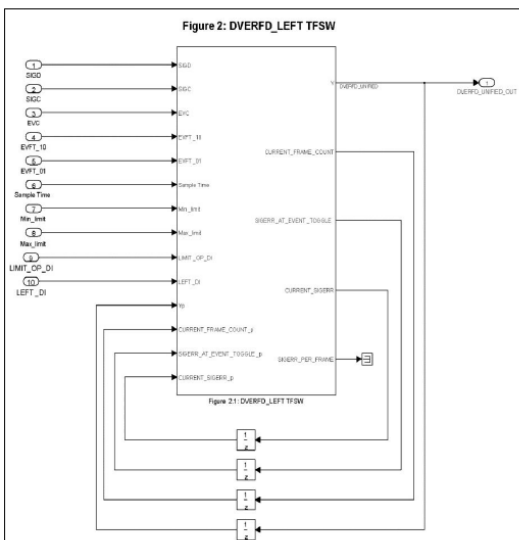 Figure 2: DVERFD_LEFT TFSW
1
SIGD
2
SIGC
3
EVC
4
EVFT_10
5
EVFT_01
6
Sample Time
7
Min_limit
8
Max_limit
9
LIMIT_OP_DI
10
LEFT_DI
SIGD
SIGC
EVC
EVFT_10
EVFT_01
Sample Time
Min_limit
Max_limit
LIMIT_OP_DI
LEFT_DI
Yp
CURRENT_FRAME_COUNT_p
SIGERR_AT_EVENT_TOGGLE_p
CURRENT_SIGERR_p
Y
CURRENT_FRAME_COUNT
SIGERR_AT_EVENT_TOGGLE
CURRENT_SIGERR
SIGERR_PER_FRAME
DVERFD_UNIFIED
1
DVERFD_UNIFIED_OUT
Figure 2.1: DVERFD_LEFT TFSW
1
z
1
z
1
z
1
z